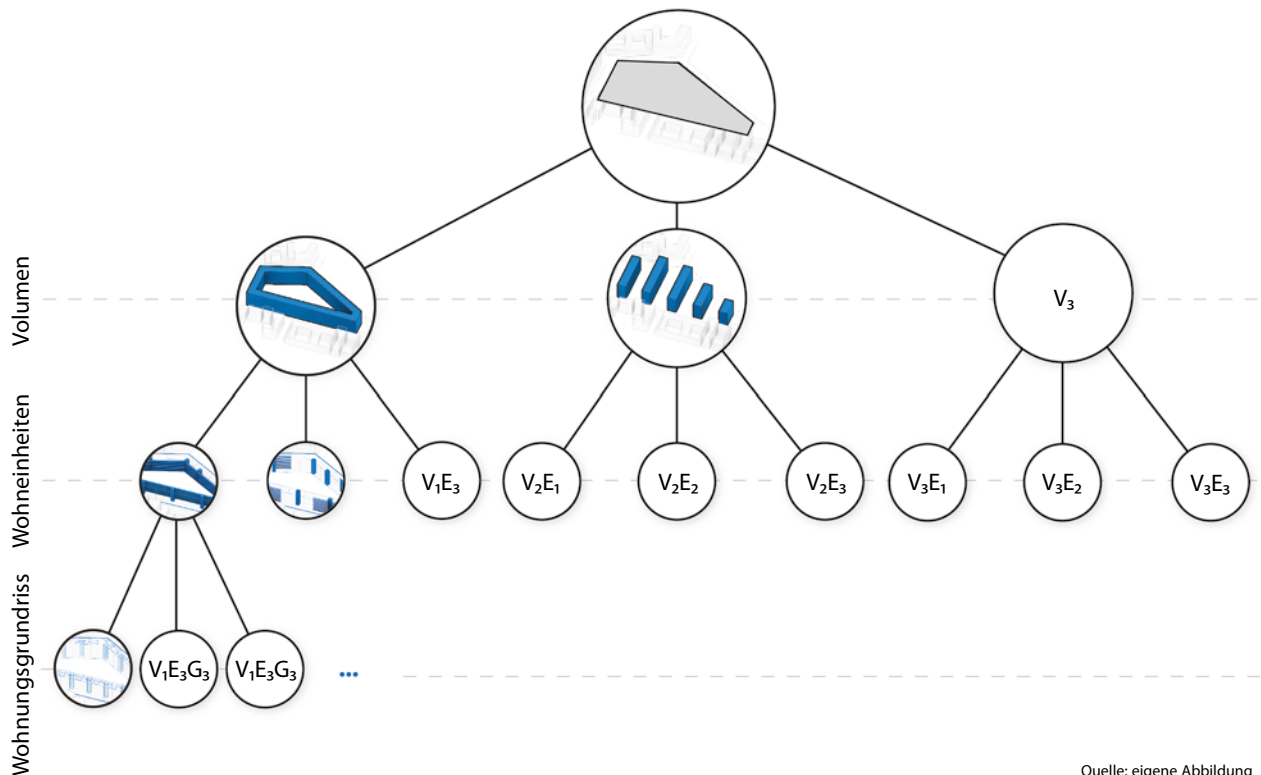 Volumen
V₃
Wohneinheiten
V₁E₃
V₂E₁
V₂E₂
V₂E₃
V₃E₁
V₃E₂
V₃E₃
Wohnungsgrundriss
V₁E₃G₃
V₁E₃G₃
...
Quelle: eigene Abbildung